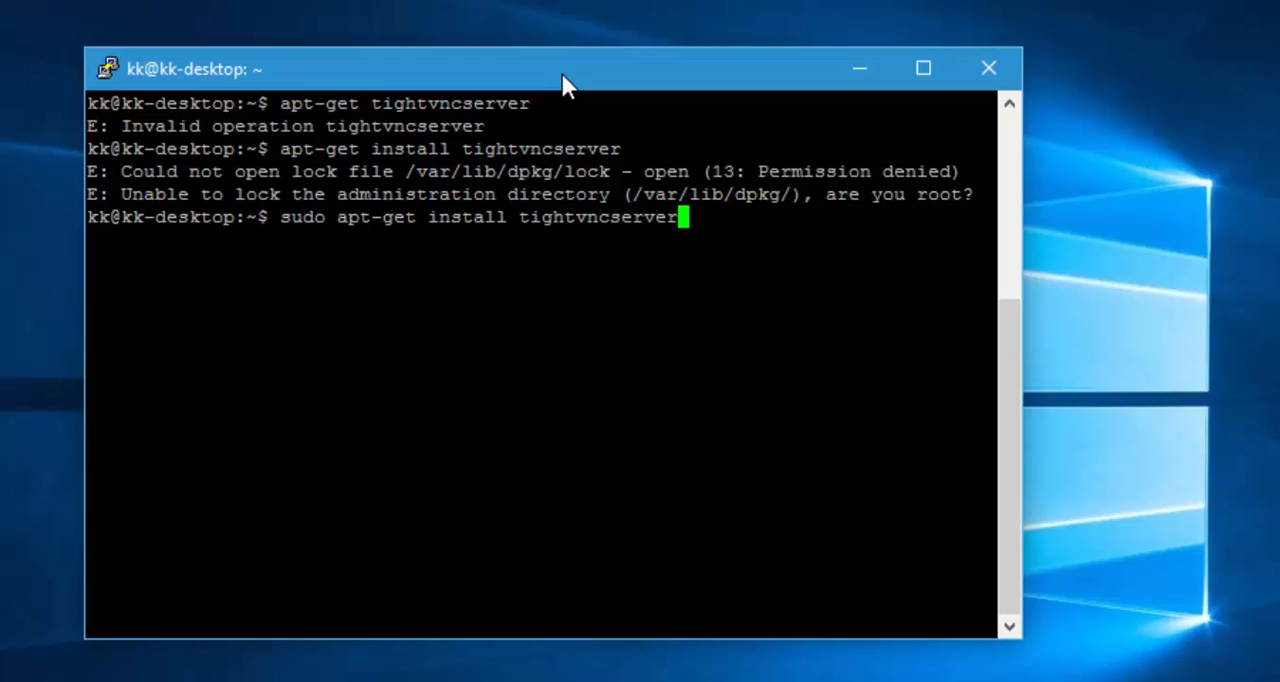 kk@kk-desktop: ~
kk@kk-desktop:~$ apt-get tightvncserver
E: Invalid operation tightvncserver
kk@kk-desktop:~$ apt-get install tightvncserver
E: Could not open lock file /var/lib/dpkg/lock - open (13: Permission denied)
E: Unable to lock the administration directory (/var/lib/dpkg/), are you root?
kk@kk-desktop:~$ sudo apt-get install tightvncserver